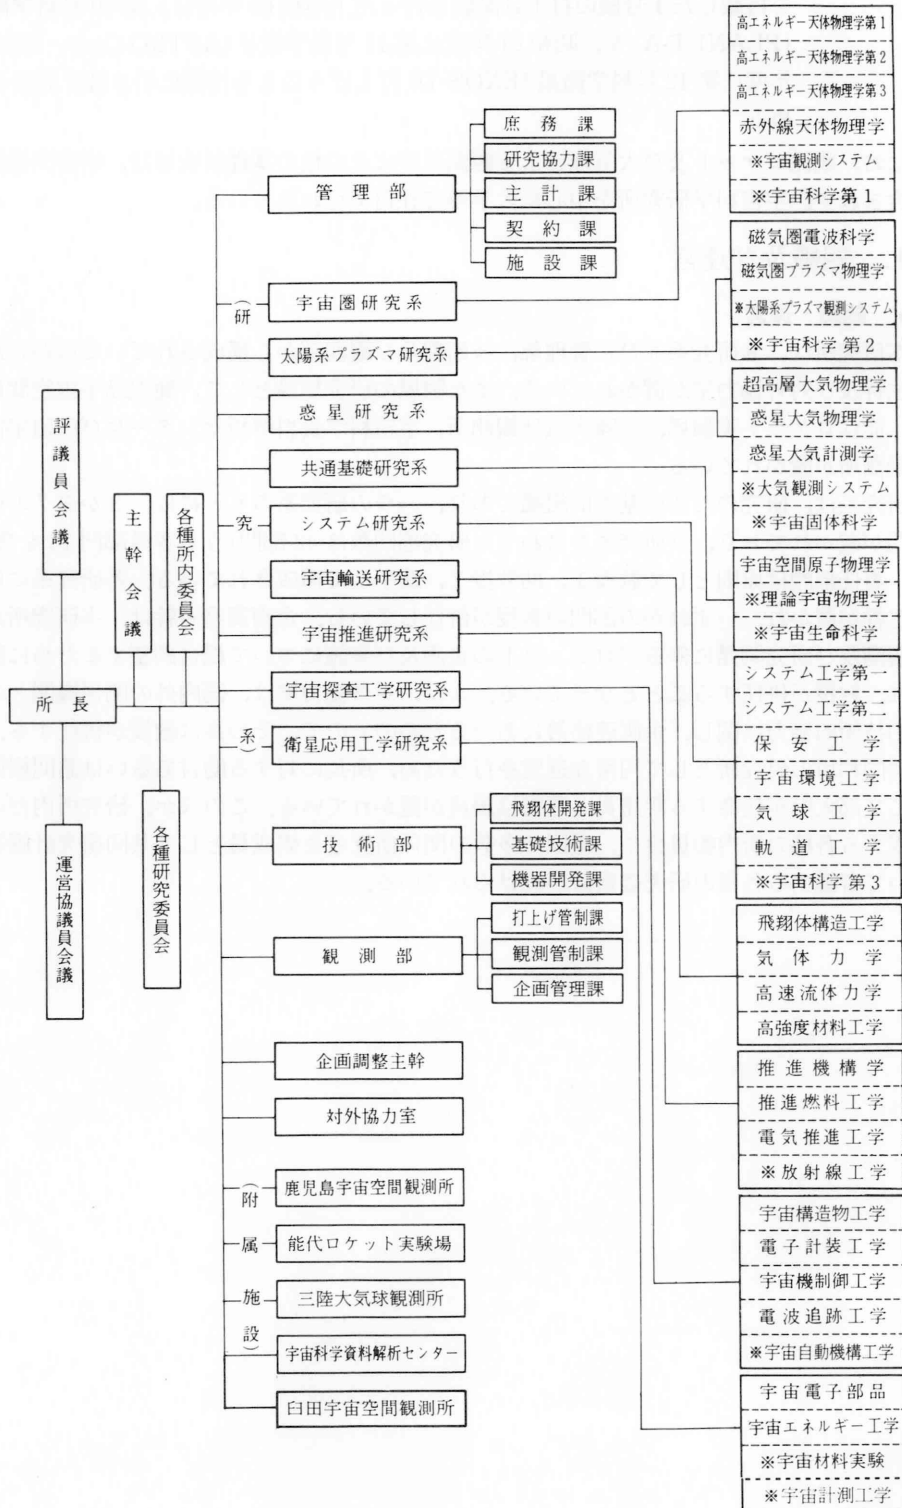 評議員会議
運営協議員会議
所長
主幹会議
各種所内委員会
各種研究委員会
管理部
庶務課
研究協力課
主計課
契約課
施設課
(研究系)
宇宙圏研究系
太陽系プラズマ研究系
惑星研究系
共通基礎研究系
システム研究系
宇宙輸送研究系
宇宙推進研究系
宇宙探査工学研究系
衛星応用工学研究系
技術部
飛翔体開発課
基礎技術課
機器開発課
観測部
打上げ管制課
観測管制課
企画管理課
企画調整主幹
対外協力室
(附属施設)
鹿児島宇宙空間観測所
能代ロケット実験場
三陸大気球観測所
宇宙科学資料解析センター
臼田宇宙空間観測所
高エネルギー天体物理学第1
高エネルギー天体物理学第2
高エネルギー天体物理学第3
赤外線天体物理学
※宇宙観測システム
※宇宙科学第1
磁気圏電波科学
磁気圏プラズマ物理学
※太陽系プラズマ観測システム
※宇宙科学第2
超高層大気物理学
惑星大気物理学
惑星大気計測学
※大気観測システム
※宇宙固体科学
宇宙空間原子物理学
※理論宇宙物理学
※宇宙生命科学
システム工学第一
システム工学第二
保安工学
宇宙環境工学
気球工学
軌道工学
※宇宙科学第3
飛翔体構造工学
気体力学
高速流体力学
高強度材料工学
推進機構学
推進燃料工学
電気推進工学
※放射線工学
宇宙構造物工学
電子計装工学
宇宙機制御工学
電波追跡工学
※宇宙自動機構工学
宇宙電子部品
宇宙エネルギー工学
※宇宙材料実験
※宇宙計測工学